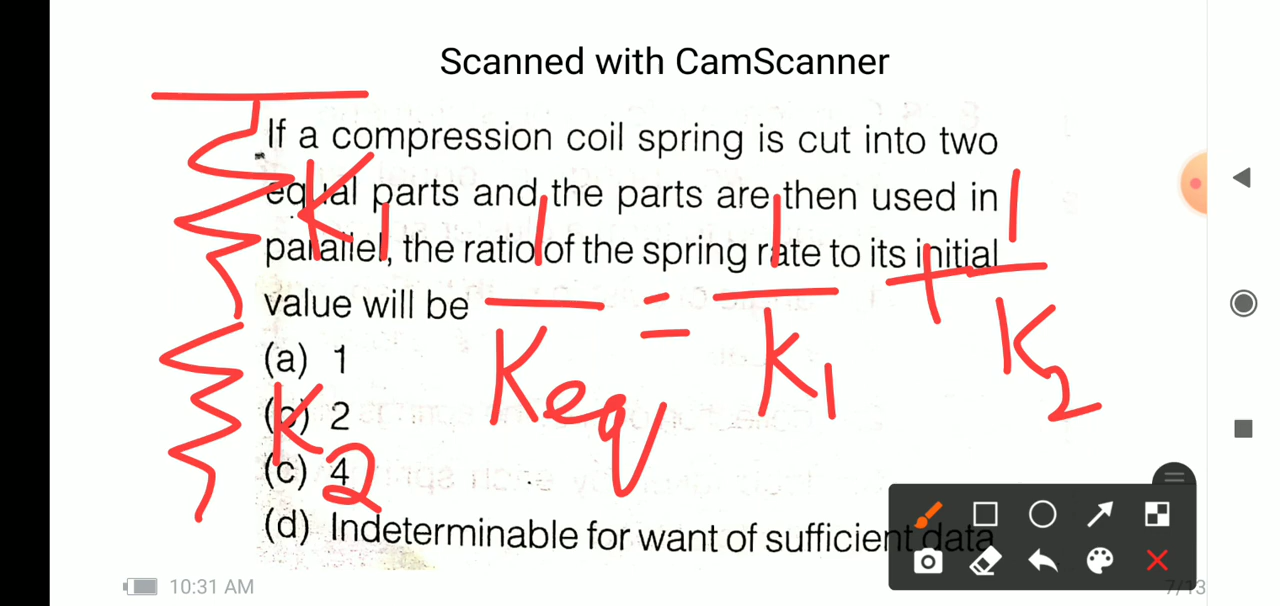 Scanned with CamScanner
If a compression coil spring is cut into two
equal parts and the parts are then used in
parallel, the ratio of the spring rate to its initial
value will be
(a) 1
(b) 2
(c) 4
(d) Indeterminable for want of sufficient data
K1
K2
1/Keq = 1/K1 + 1/K2
10:31 AM
7/13